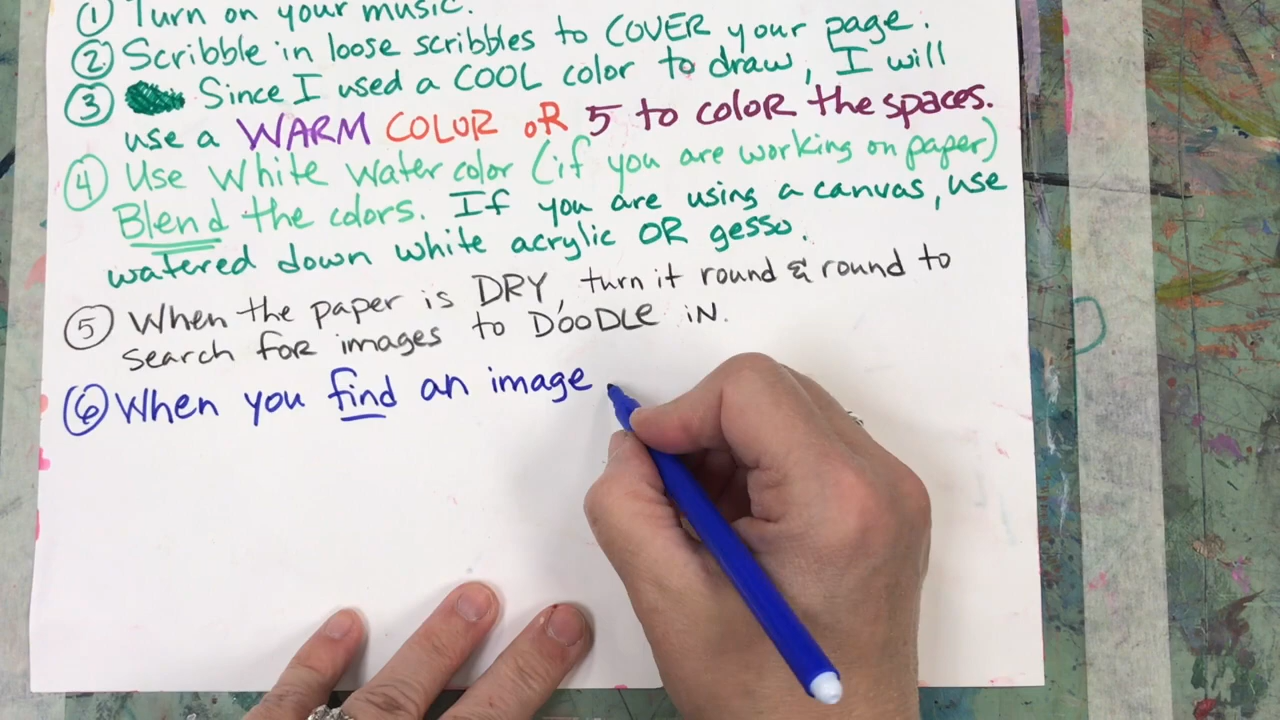 ① Turn on your music.
② Scribble in loose scribbles to COVER your page.
③ Since I used a COOL color to draw, I will
use a WARM COLOR OR 5 to color the spaces.
④ Use White Watercolor (if you are working on paper)
Blend the colors. If you are using a canvas, use
watered down white acrylic OR gesso.
⑤ When the paper is DRY, turn it round & round to
search for images to DOODLE in.
⑥ When you find an image